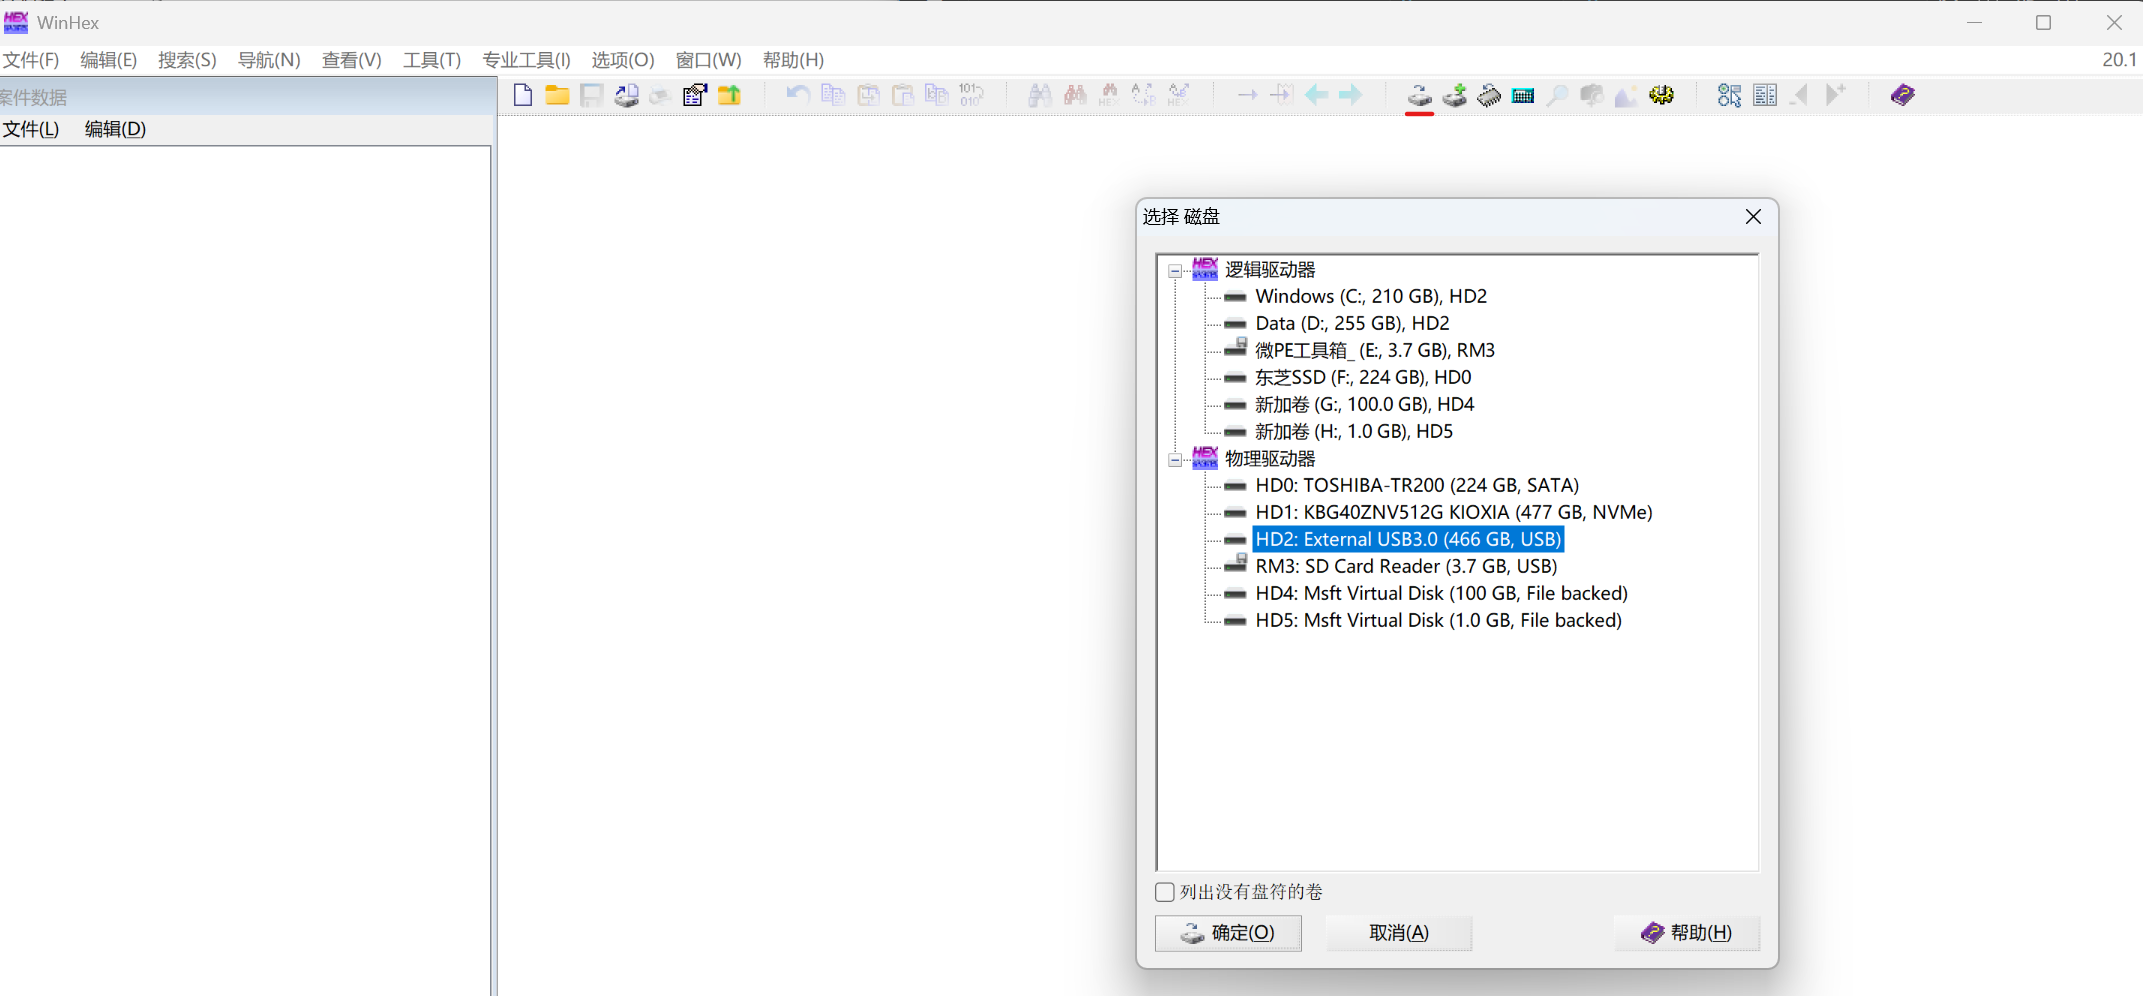 WinHex
文件(F) 编辑(E) 搜索(S) 导航(N) 查看(V) 工具(T) 专业工具(I) 选项(O) 窗口(W) 帮助(H) 20.1
案件数据
文件(L) 编辑(D)
选择 磁盘
逻辑驱动器
Windows (C:, 210 GB), HD2
Data (D:, 255 GB), HD2
微PE工具箱_ (E:, 3.7 GB), RM3
东芝SSD (F:, 224 GB), HD0
新加卷 (G:, 100.0 GB), HD4
新加卷 (H:, 1.0 GB), HD5
物理驱动器
HD0: TOSHIBA-TR200 (224 GB, SATA)
HD1: KBG40ZNV512G KIOXIA (477 GB, NVMe)
HD2: External USB3.0 (466 GB, USB)
RM3: SD Card Reader (3.7 GB, USB)
HD4: Msft Virtual Disk (100 GB, File backed)
HD5: Msft Virtual Disk (1.0 GB, File backed)
列出没有盘符的卷
确定(O) 取消(A) 帮助(H)